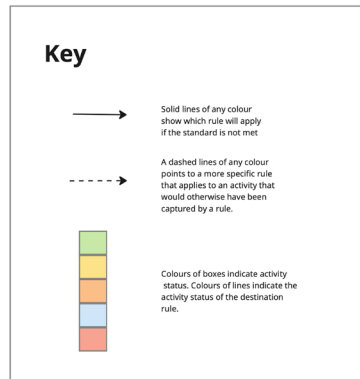 Key
Solid lines of any colour
show which rule will apply
if the standard is not met
A dashed lines of any colour
points to a more specific rule
that applies to an activity that
would otherwise have been
captured by a rule.
Colours of boxes indicate activity
status. Colours of lines indicate the
activity status of the destination
rule.